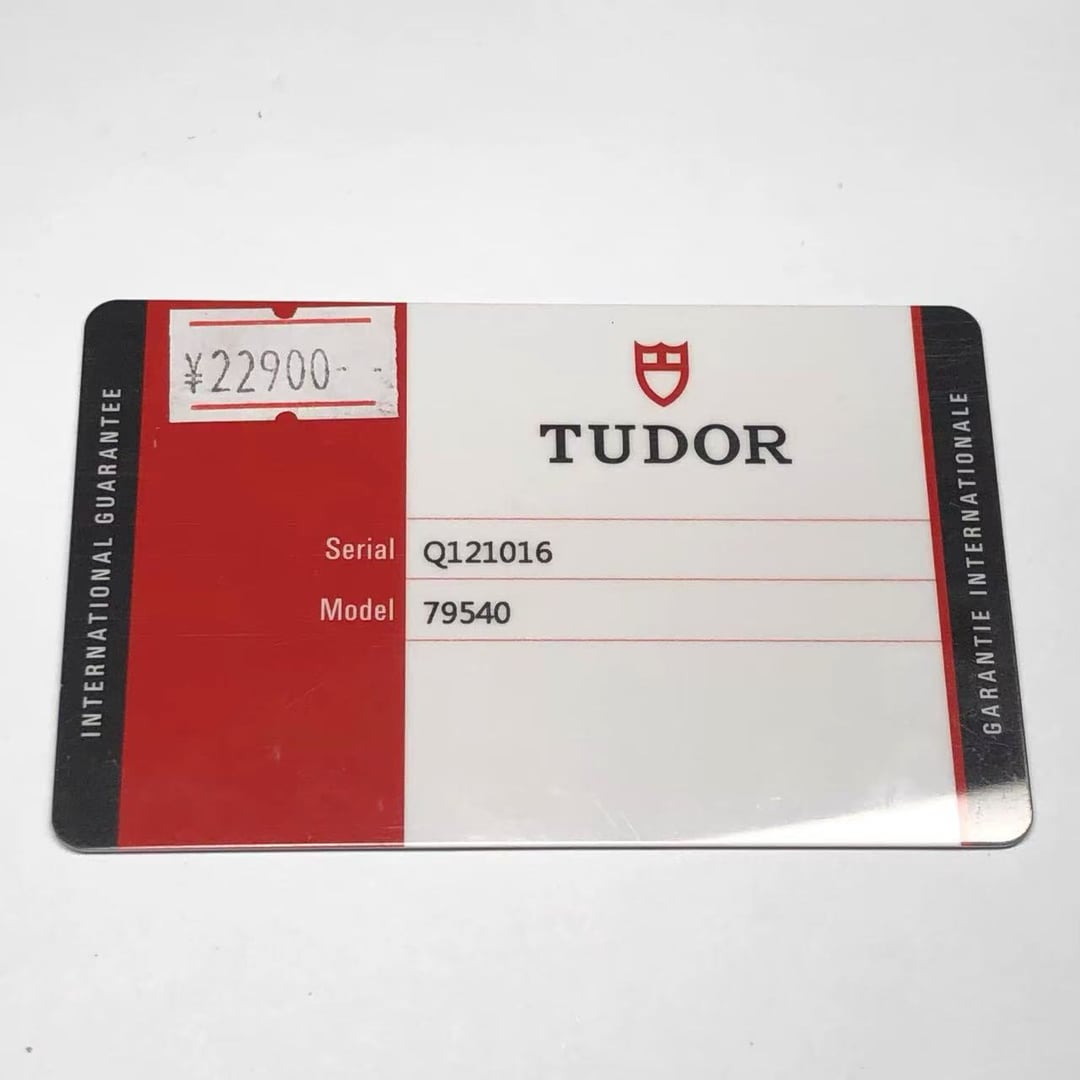 INTERNATIONAL GUARANTEE
¥22900- -
TUDOR
Serial Q121016
Model 79540
GARANTIE INTERNATIONALE